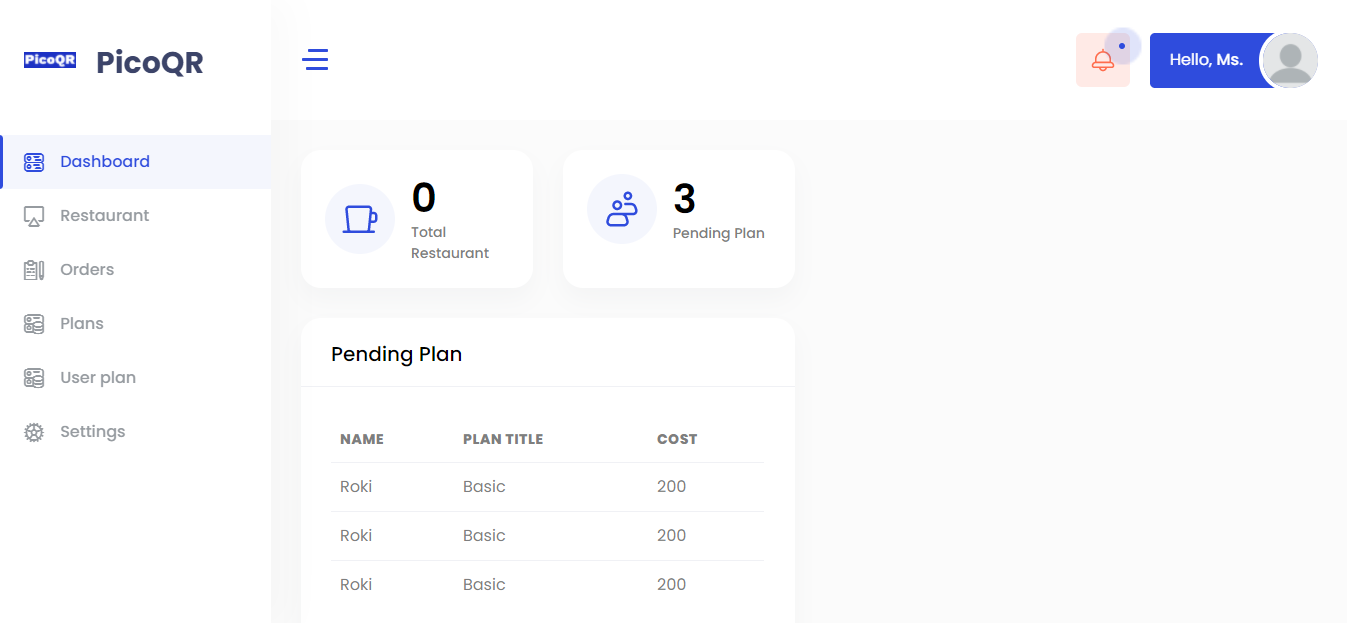 PicoQR PicoQR
Hello, Ms.
Dashboard
Restaurant
Orders
Plans
User plan
Settings
0
Total
Restaurant
3
Pending Plan
Pending Plan
NAME PLAN TITLE COST
Roki Basic 200
Roki Basic 200
Roki Basic 200